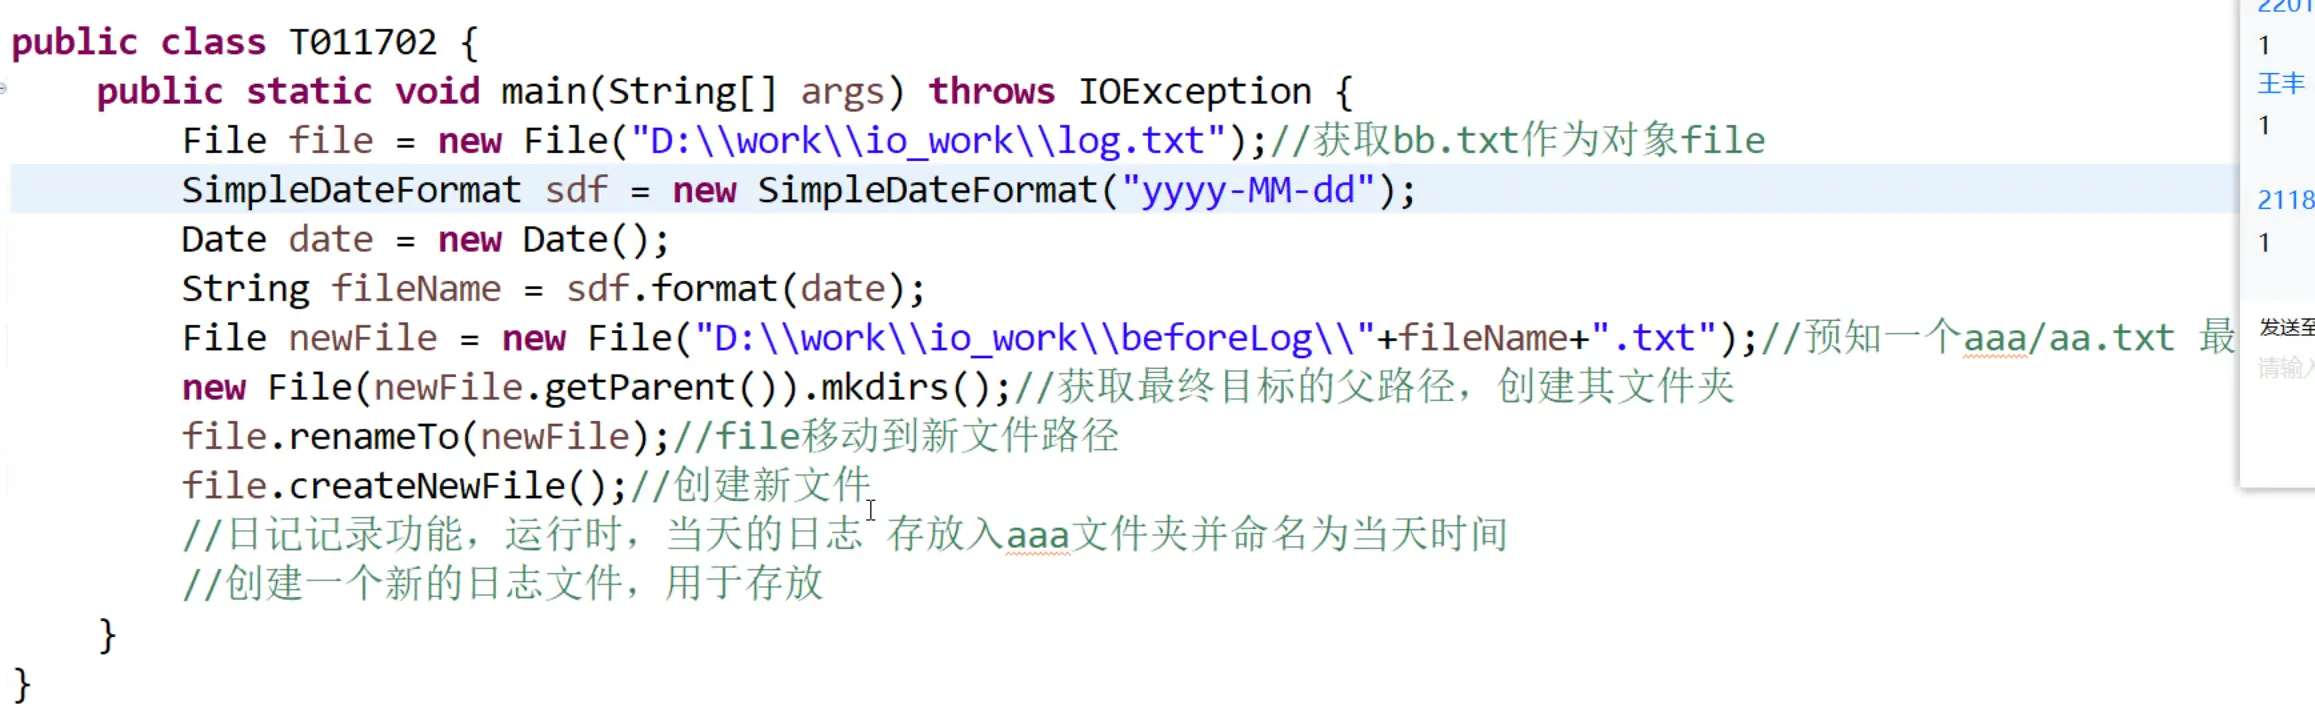 public class T011702 {
public static void main(String[] args) throws IOException {
File file = new File("D:\\work\\io_work\\log.txt");//获取bb.txt作为对象file
SimpleDateFormat sdf = new SimpleDateFormat("yyyy-MM-dd");
Date date = new Date();
String fileName = sdf.format(date);
File newFile = new File("D:\\work\\io_work\\beforeLog\\"+fileName+".txt");//预知一个aaa/aa.txt 最
new File(newFile.getParent()).mkdirs();//获取最终目标的父路径，创建其文件夹
file.renameTo(newFile);//file移动到新文件路径
file.createNewFile();//创建新文件
//日记记录功能，运行时，当天的日志 存放入aaa文件夹并命名为当天时间
//创建一个新的日志文件，用于存放
}
}
2201
1
王丰
1
2118
1
发送至
请输入